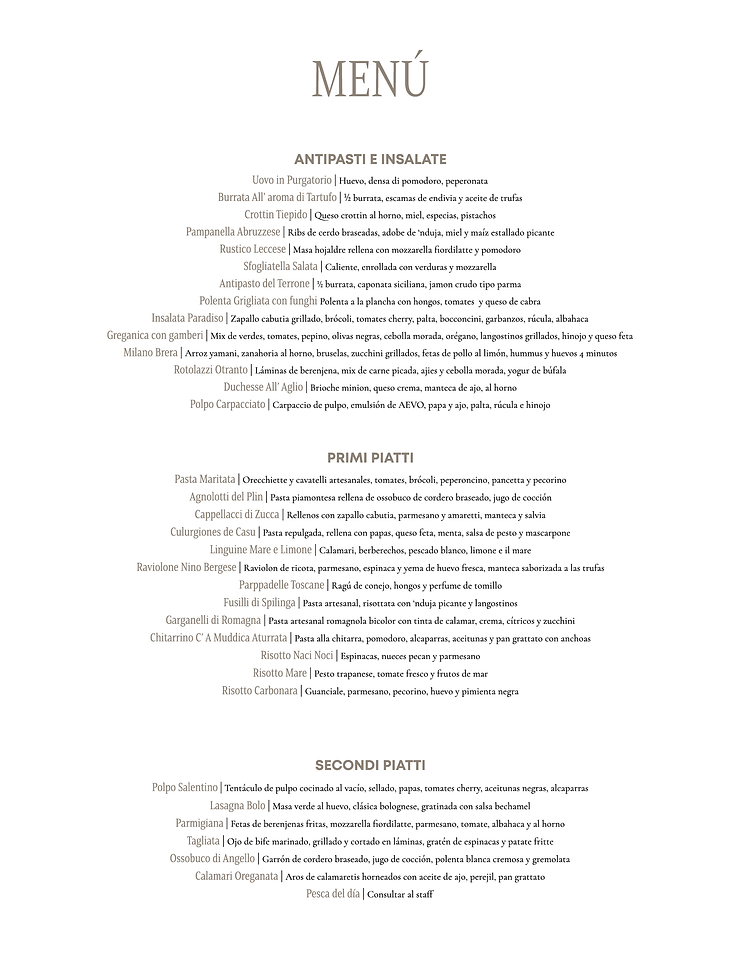 MENÚ
ANTIPASTI E INSALATE
Uovo in Purgatorio | Huevo, densa di pomodoro, peperonata
Burrata All' aroma di Tartufo | ½ burrata, escamas de endivia y aceite de trufas
Crottin Tiepido | Queso crottin al horno, miel, especias, pistachos
Pampanella Abruzzese | Ribs de cerdo braseadas, adobe de 'nduja, miel y maíz estallado picante
Rustico Leccese | Masa hojaldre rellena con mozzarella fiordilatte y pomodoro
Sfogliatella Salata | Caliente, enrollada con verduras y mozzarella
Antipasto del Terrone | ½ burrata, caponata siciliana, jamon crudo tipo parma
Polenta Grigliata con funghi Polenta a la plancha con hongos, tomates y queso de cabra
Insalata Paradiso | Zapallo cabutia grillado, brócoli, tomates cherry, palta, bocconcini, garbanzos, rúcula, albahaca
Greganica con gamberi | Mix de verdes, tomates, pepino, olivas negras, cebolla morada, orégano, langostinos grillados, hinojo y queso feta
Milano Brera | Arroz yamani, zanahoria al horno, bruselas, zucchini grillados, fetas de pollo al limón, hummus y huevos 4 minutos
Rotolazzi Otranto | Láminas de berenjena, mix de carne picada, ajies y cebolla morada, yogur de búfala
Duchesse All' Aglio | Brioche minion, queso crema, manteca de ajo, al horno
Polpo Carpacciato | Carpaccio de pulpo, emulsión de AEVO, papa y ajo, palta, rúcula e hinojo
PRIMI PIATTI
Pasta Maritata | Orecchiette y cavatelli artesanales, tomates, brócoli, peperoncino, pancetta y pecorino
Agnolotti del Plin | Pasta piamontesa rellena de ossobuco de cordero braseado, jugo de cocción
Cappellacci di Zucca | Rellenos con zapallo cabutia, parmesano y amaretti, manteca y salvia
Culurgiones de Casu | Pasta repulgada, rellena con papas, queso feta, menta, salsa de pesto y mascarpone
Linguine Mare e Limone | Calamari, berberechos, pescado blanco, limone e il mare
Raviolone Nino Bergese | Raviolon de ricota, parmesano, espinaca y yema de huevo fresca, manteca saborizada a las trufas
Parppadelle Toscane | Ragú de conejo, hongos y perfume de tomillo
Fusilli di Spilinga | Pasta artesanal, risottata con 'nduja picante y langostinos
Garganelli di Romagna | Pasta artesanal romagnola bicolor con tinta de calamar, crema, cítricos y zucchini
Chitarrino C' A Muddica Aturrata | Pasta alla chitarra, pomodoro, alcaparras, aceitunas y pan grattato con anchoas
Risotto Naci Noci | Espinacas, nueces pecan y parmesano
Risotto Mare | Pesto trapanese, tomate fresco y frutos de mar
Risotto Carbonara | Guanciale, parmesano, pecorino, huevo y pimienta negra
SECONDI PIATTI
Polpo Salentino | Tentáculo de pulpo cocinado al vacío, sellado, papas, tomates cherry, aceitunas negras, alcaparras
Lasagna Bolo | Masa verde al huevo, clásica bolognese, gratinada con salsa bechamel
Parmigiana | Fetas de berenjenas fritas, mozzarella fiordilatte, parmesano, tomate, albahaca y al horno
Tagliata | Ojo de bife marinado, grillado y cortado en láminas, gratén de espinacas y patate fritte
Ossobuco di Angello | Garrón de cordero braseado, jugo de cocción, polenta blanca cremosa y gremolata
Calamari Oreganata | Aros de calamaretis horneados con aceite de ajo, perejil, pan grattato
Pesca del día | Consultar al staff